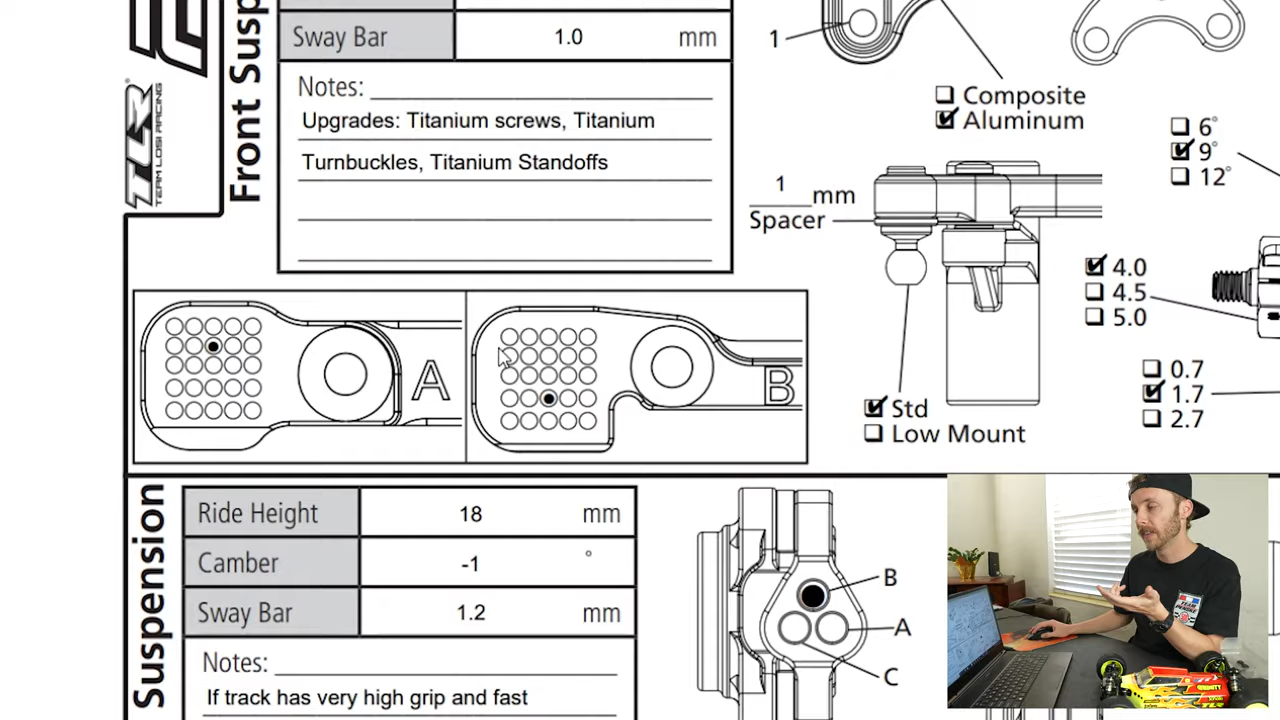 Front Susp
TLR
TEAM LOSI RACING
Sway Bar 1.0 mm
Notes:
Upgrades: Titanium screws, Titanium
Turnbuckles, Titanium Standoffs
1
☐ Composite
☑ Aluminum
☐ 6°
☑ 9°
☐ 12°
1 mm
Spacer
☑ 4.0
☐ 4.5
☐ 5.0
☐ 0.7
☑ 1.7
☐ 2.7
☑ Std
☐ Low Mount
A
B
Suspension
Ride Height 18 mm
Camber -1 °
Sway Bar 1.2 mm
Notes:
If track has very high grip and fast
B
A
C